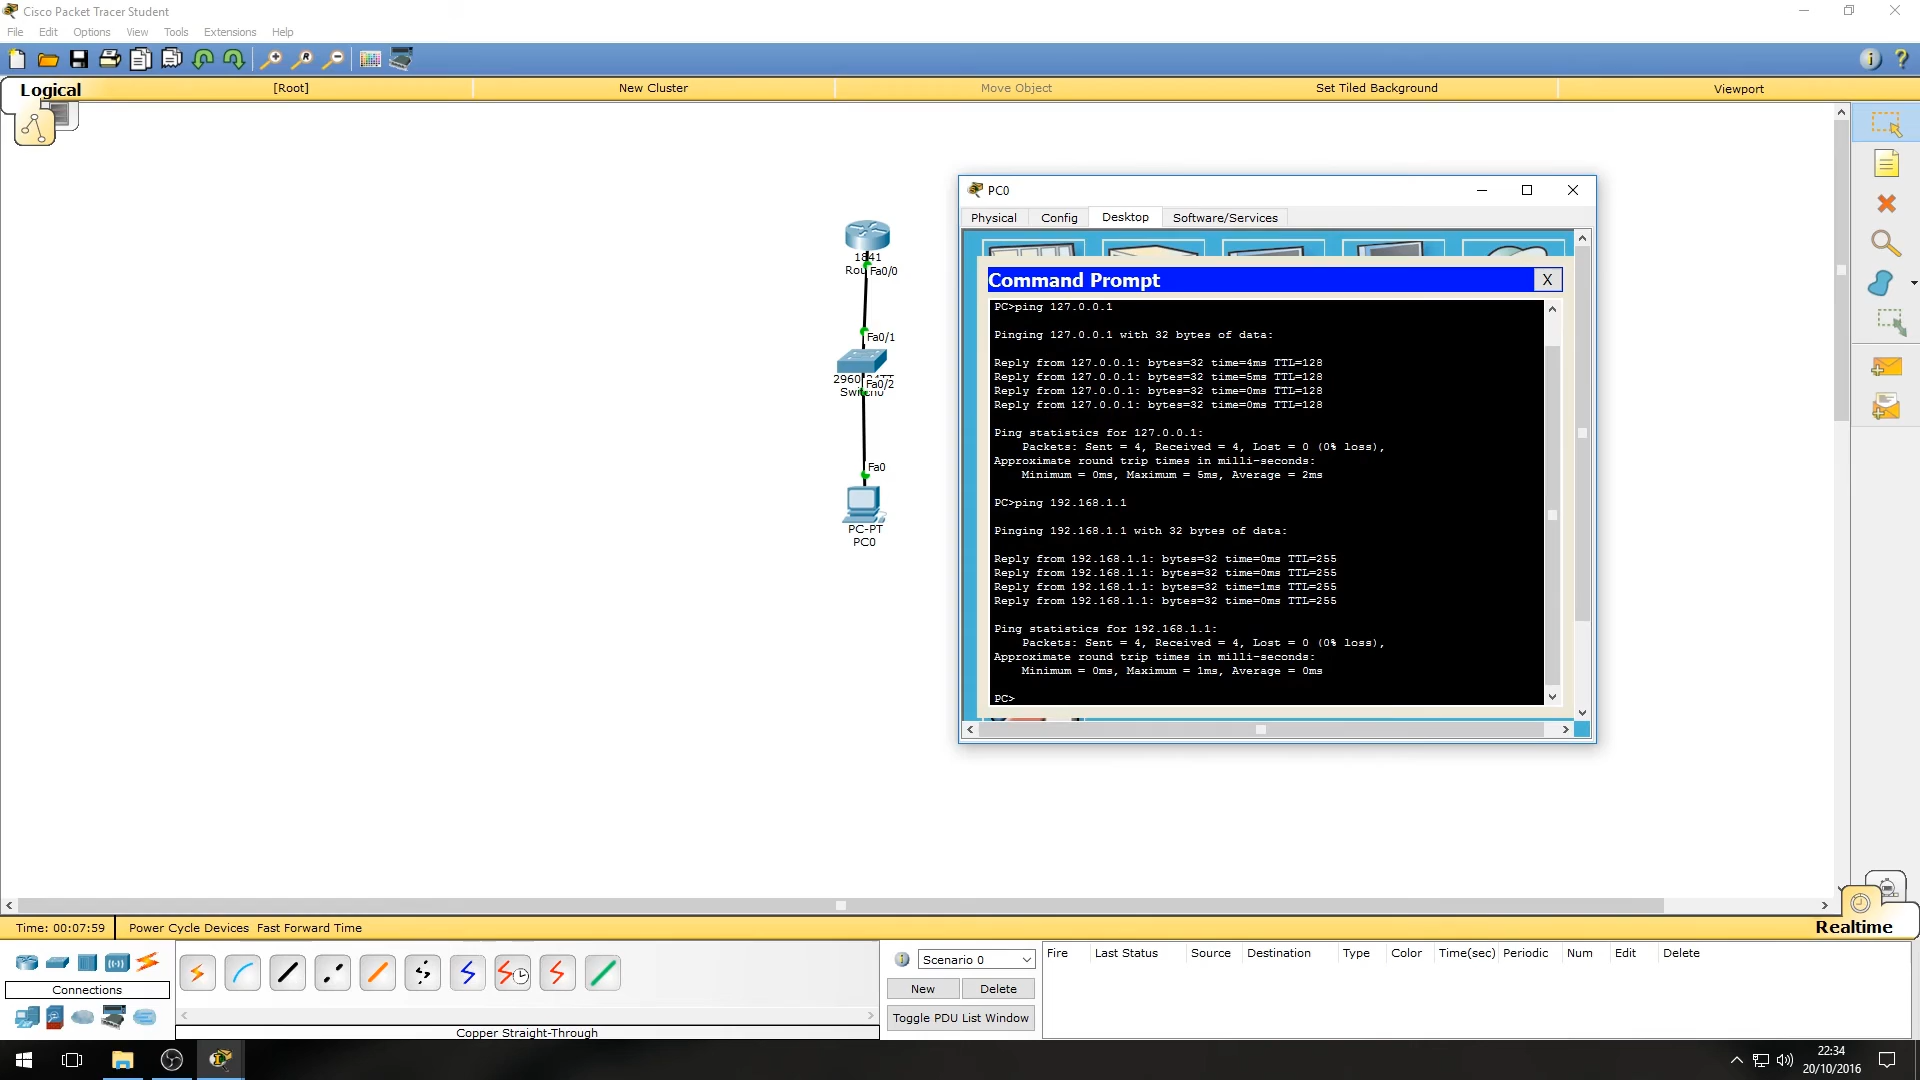 Cisco Packet Tracer Student
File Edit Options View Tools Extensions Help
Logical
[Root]
New Cluster
Move Object
Set Tiled Background
Viewport
1841
Fa0/0
Fa0/1
Fa0/2
Fa0
PC-PT
PC0
PC0
Physical Config Desktop Software/Services
Command Prompt
X
PC>ping 127.0.0.1
Pinging 127.0.0.1 with 32 bytes of data:
Reply from 127.0.0.1: bytes=32 time=4ms TTL=128
Reply from 127.0.0.1: bytes=32 time=5ms TTL=128
Reply from 127.0.0.1: bytes=32 time=0ms TTL=128
Reply from 127.0.0.1: bytes=32 time=0ms TTL=128
Ping statistics for 127.0.0.1:
Packets: Sent = 4, Received = 4, Lost = 0 (0% loss),
Approximate round trip times in milli-seconds:
Minimum = 0ms, Maximum = 5ms, Average = 2ms
PC>ping 192.168.1.1
Pinging 192.168.1.1 with 32 bytes of data:
Reply from 192.168.1.1: bytes=32 time=0ms TTL=255
Reply from 192.168.1.1: bytes=32 time=0ms TTL=255
Reply from 192.168.1.1: bytes=32 time=1ms TTL=255
Reply from 192.168.1.1: bytes=32 time=0ms TTL=255
Ping statistics for 192.168.1.1:
Packets: Sent = 4, Received = 4, Lost = 0 (0% loss),
Approximate round trip times in milli-seconds:
Minimum = 0ms, Maximum = 1ms, Average = 0ms
PC>
Time: 00:07:59 Power Cycle Devices Fast Forward Time
Realtime
Connections
Copper Straight-Through
Scenario 0
New Delete
Toggle PDU List Window
Fire Last Status Source Destination Type Color Time(sec) Periodic Num Edit Delete
22:34
20/10/2016